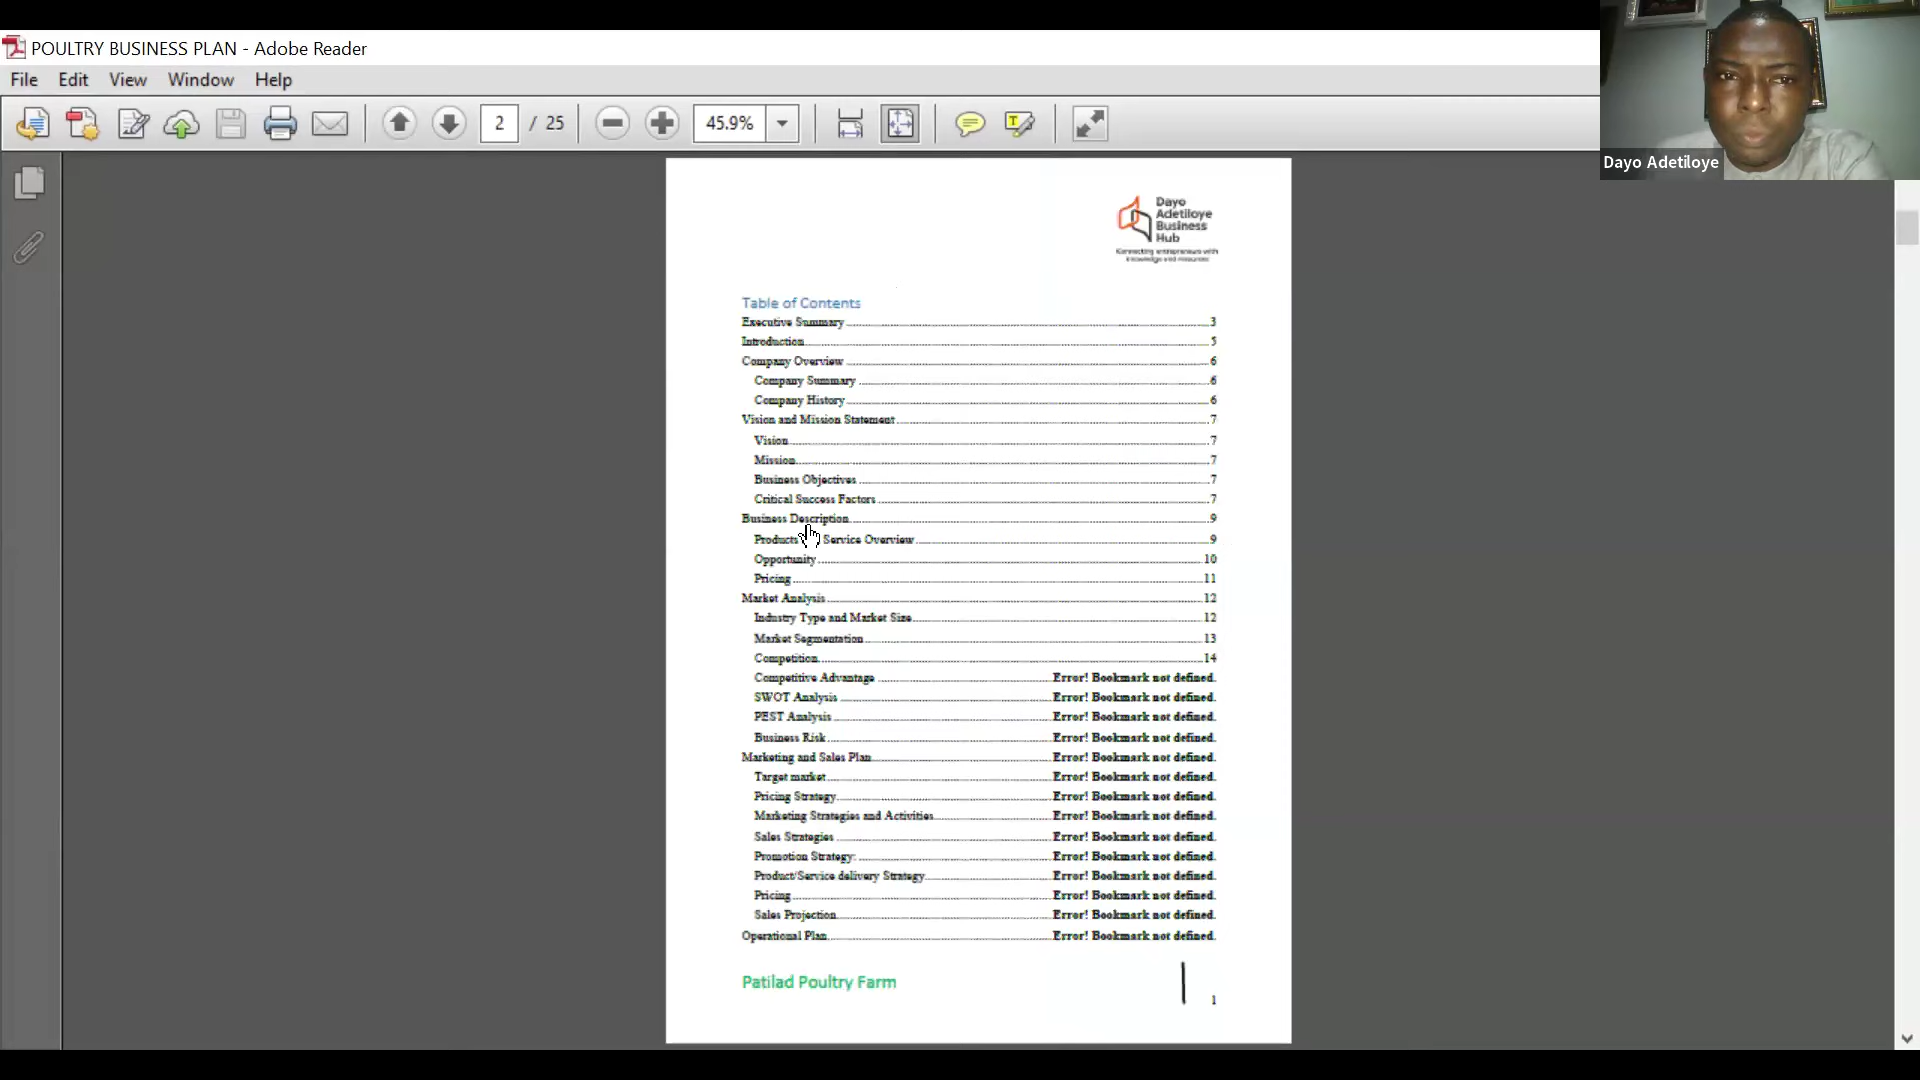 POULTRY BUSINESS PLAN - Adobe Reader
File Edit View Window Help
2 / 25 45.9%
Dayo Adetiloye
Dayo
Adetiloye
Business
Hub
Connecting entrepreneurs with
knowledge and resources
Table of Contents
Executive Summary 3
Introduction 5
Company Overview 6
Company Summary 6
Company History 6
Vision and Mission Statement 7
Vision 7
Mission 7
Business Objectives 7
Critical Success Factors 7
Business Description 9
Products Service Overview 9
Opportunity 10
Pricing 11
Market Analysis 12
Industry Type and Market Size 12
Market Segmentation 13
Competition 14
Competitive Advantage Error! Bookmark not defined.
SWOT Analysis Error! Bookmark not defined.
PEST Analysis Error! Bookmark not defined.
Business Risk Error! Bookmark not defined.
Marketing and Sales Plan Error! Bookmark not defined.
Target market Error! Bookmark not defined.
Pricing Strategy Error! Bookmark not defined.
Marketing Strategies and Activities Error! Bookmark not defined.
Sales Strategies Error! Bookmark not defined.
Promotion Strategy: Error! Bookmark not defined.
Product/Service delivery Strategy Error! Bookmark not defined.
Pricing Error! Bookmark not defined.
Sales Projection Error! Bookmark not defined.
Operational Plan Error! Bookmark not defined.
Patilad Poultry Farm
1